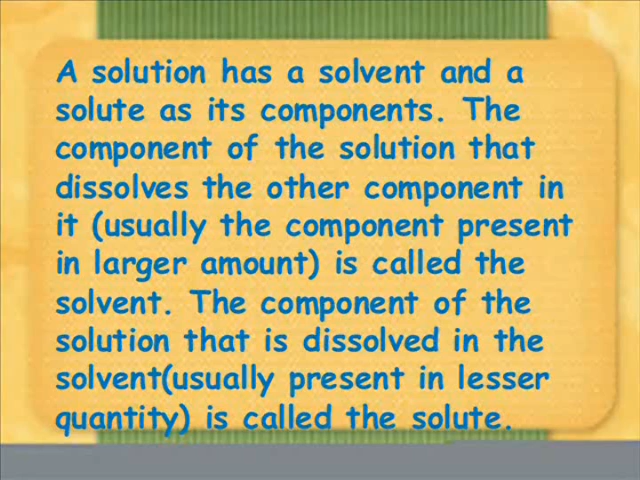 A solution has a solvent and a
solute as its components. The
component of the solution that
dissolves the other component in
it (usually the component present
in larger amount) is called the
solvent. The component of the
solution that is dissolved in the
solvent(usually present in lesser
quantity) is called the solute.